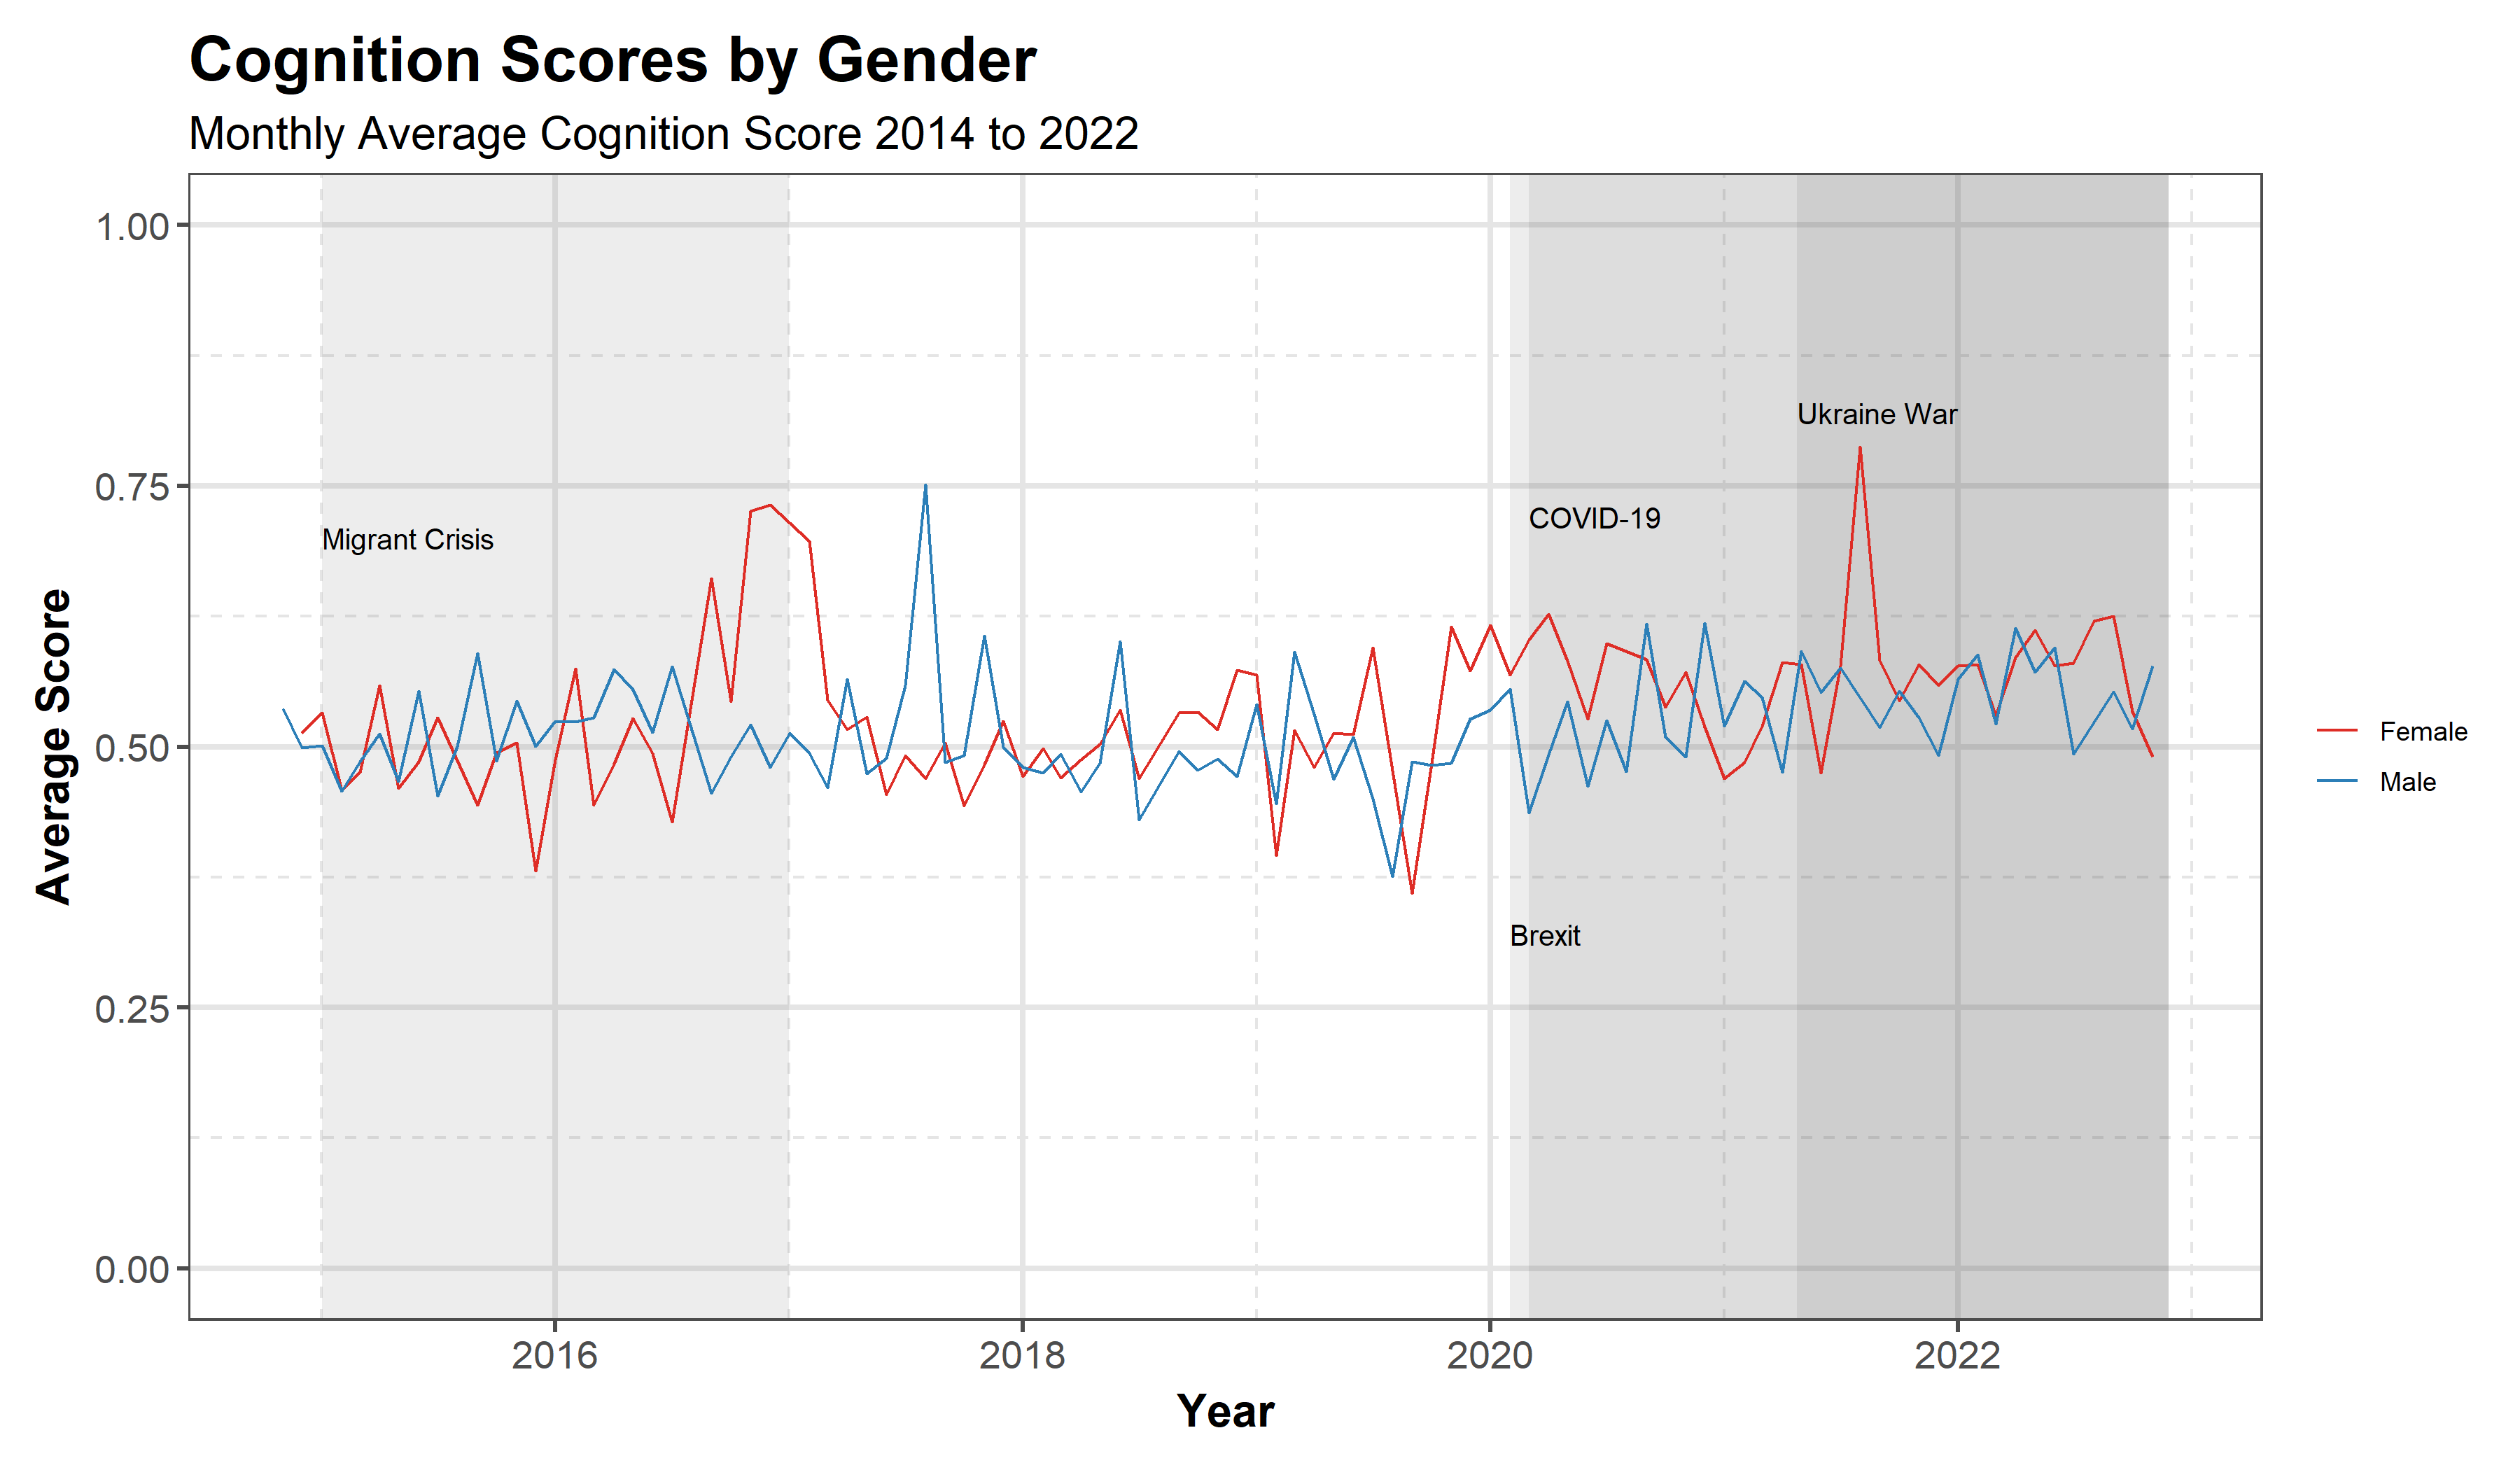 Cognition Scores by Gender
Monthly Average Cognition Score 2014 to 2022
1.00
0.75
0.50
0.25
0.00
Average Score
Migrant Crisis
Ukraine War
COVID-19
Brexit
2016
2018
2020
2022
Year
Female
Male